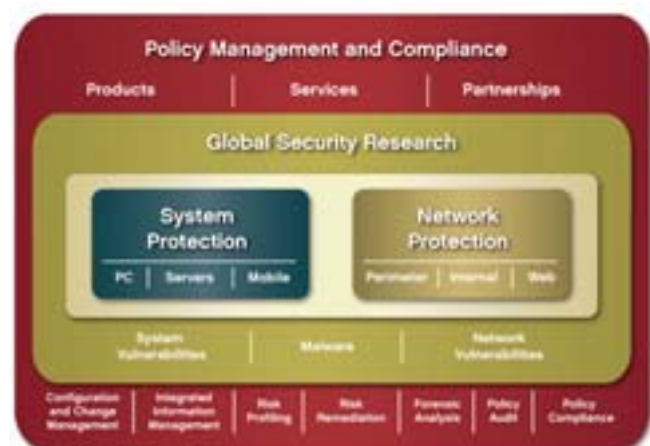 Policy Management and Compliance
Products Services Partnerships
Global Security Research
System
Protection
Network
Protection
PC Servers Mobile
Perimeter Internal Web
System
Vulnerabilities
Malware
Network
Vulnerabilities
Configuration
and Change
Management
Integrated
Information
Management
Risk
Profiling
Risk
Remediation
Forensic
Analysis
Policy
Audit
Policy
Compliance